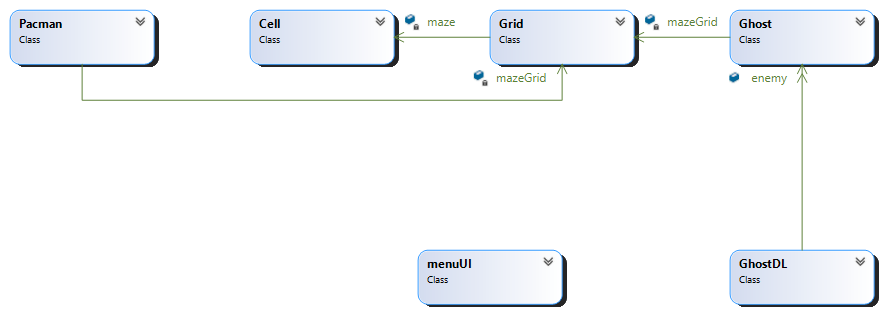 Pacman
Class
Cell
Class
maze
Grid
Class
mazeGrid
Ghost
Class
mazeGrid
enemy
menuUI
Class
GhostDL
Class